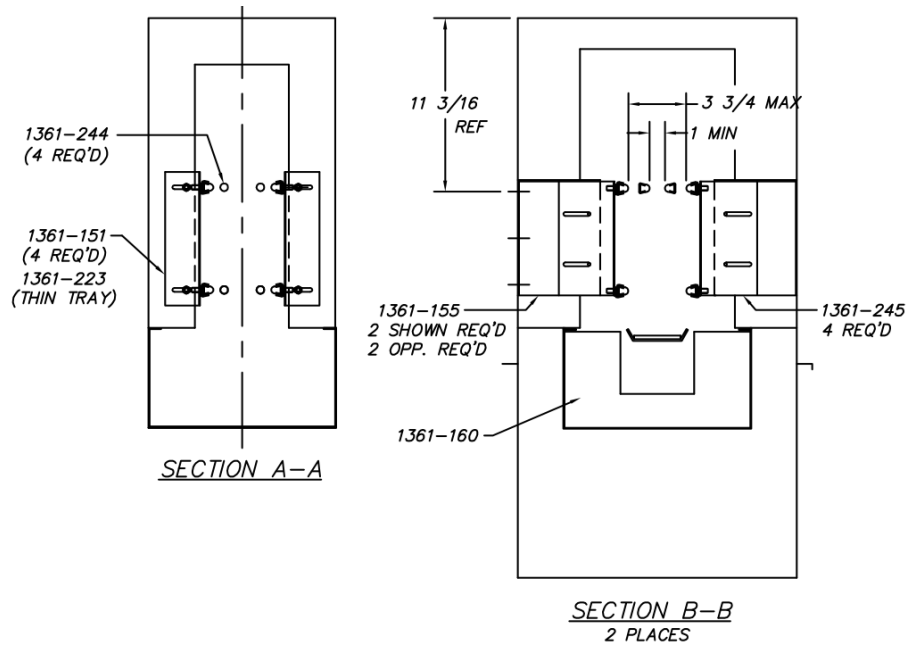 1361-244
(4 REQ'D)
1361-151
(4 REQ'D)
1361-223
(THIN TRAY)
SECTION A-A
11 3/16
REF
3 3/4 MAX
1 MIN
1361-155
2 SHOWN REQ'D
2 OPP. REQ'D
1361-245
4 REQ'D
1361-160
SECTION B-B
2 PLACES